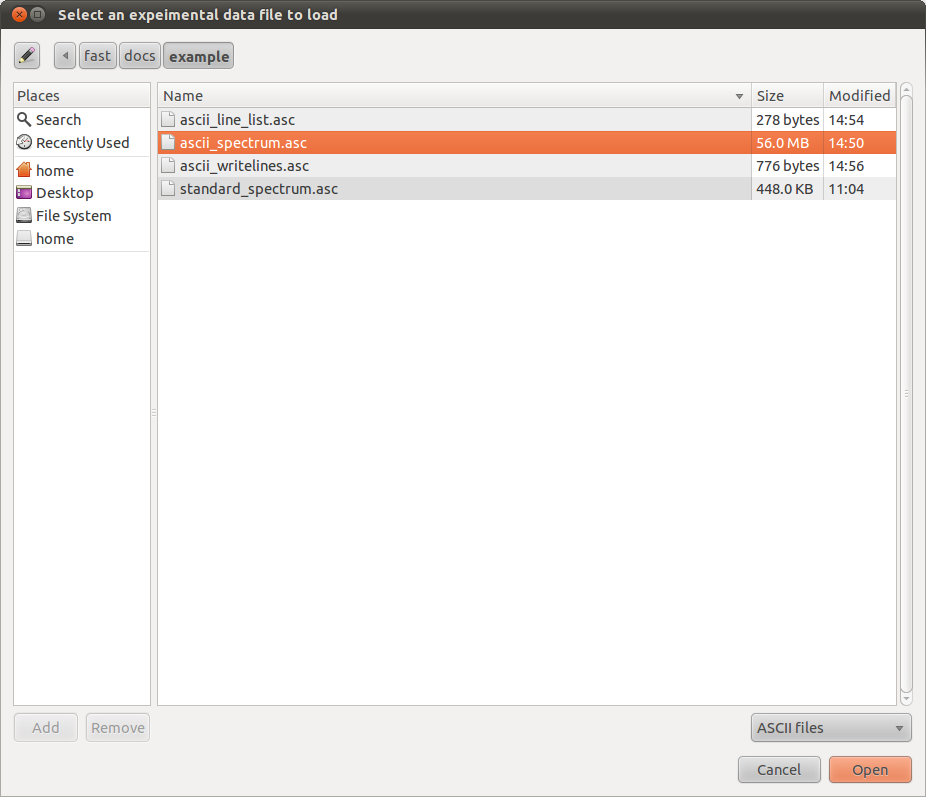 Select an expeimental data file to load
fast docs example
Places
Search
Recently Used
home
Desktop
File System
home
Name Size Modified
ascii_line_list.asc 278 bytes 14:54
ascii_spectrum.asc 56.0 MB 14:50
ascii_writelines.asc 776 bytes 14:56
standard_spectrum.asc 448.0 KB 11:04
Add Remove ASCII files
Cancel Open